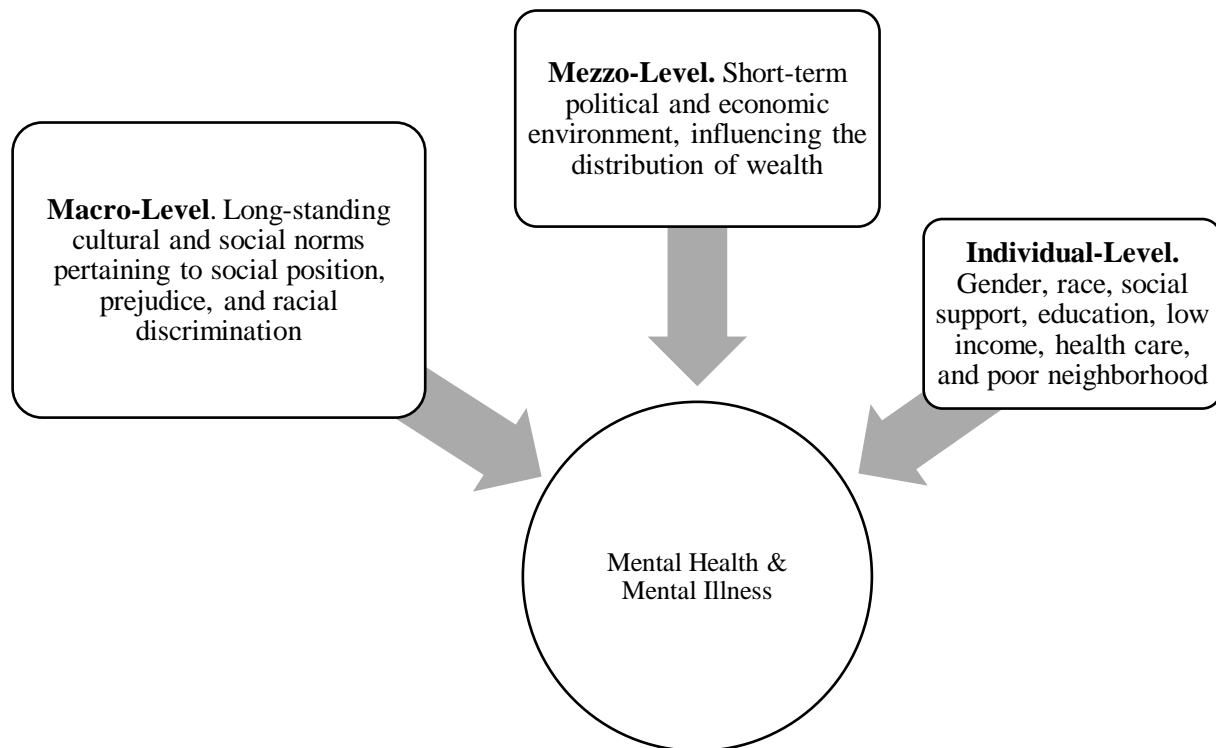 Mezzo-Level. Short-term
political and economic
environment, influencing the
distribution of wealth
Macro-Level. Long-standing
cultural and social norms
pertaining to social position,
prejudice, and racial
discrimination
Individual-Level.
Gender, race, social
support, education, low
income, health care,
and poor neighborhood
Mental Health &
Mental Illness